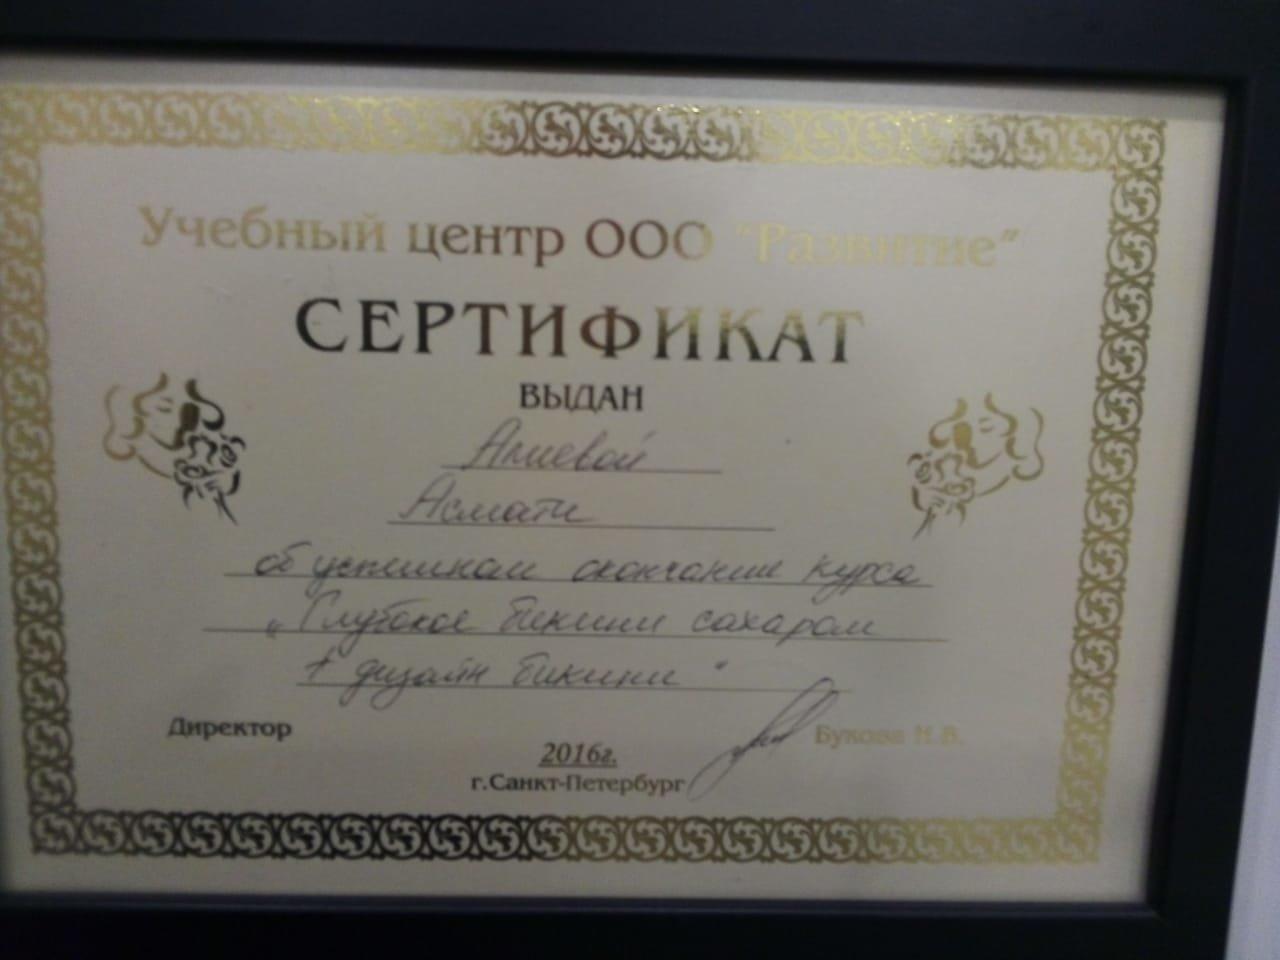 Учебный центр ООО "Развитие"
СЕРТИФИКАТ
ВЫДАН
Алиевой
Асмати
об успешном окончании курса
„Глубокое бикини сахаром
+ дизайн бикини"
Директор
Букова Н.В.
2016г.
г.Санкт-Петербург